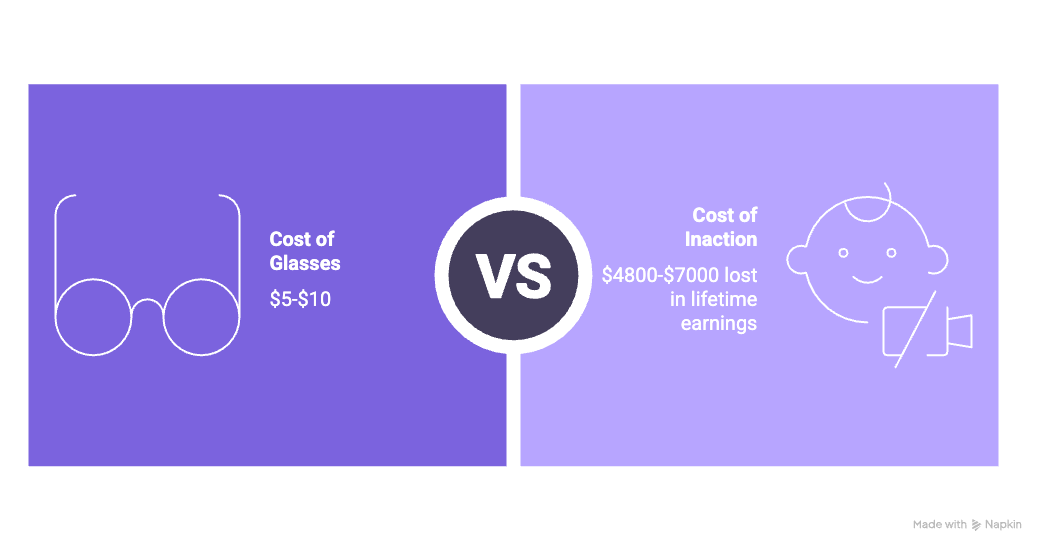 Cost of
Glasses
$5-$10
VS
Cost of
Inaction
$4800-$7000 lost
in lifetime
earnings
Made with Napkin